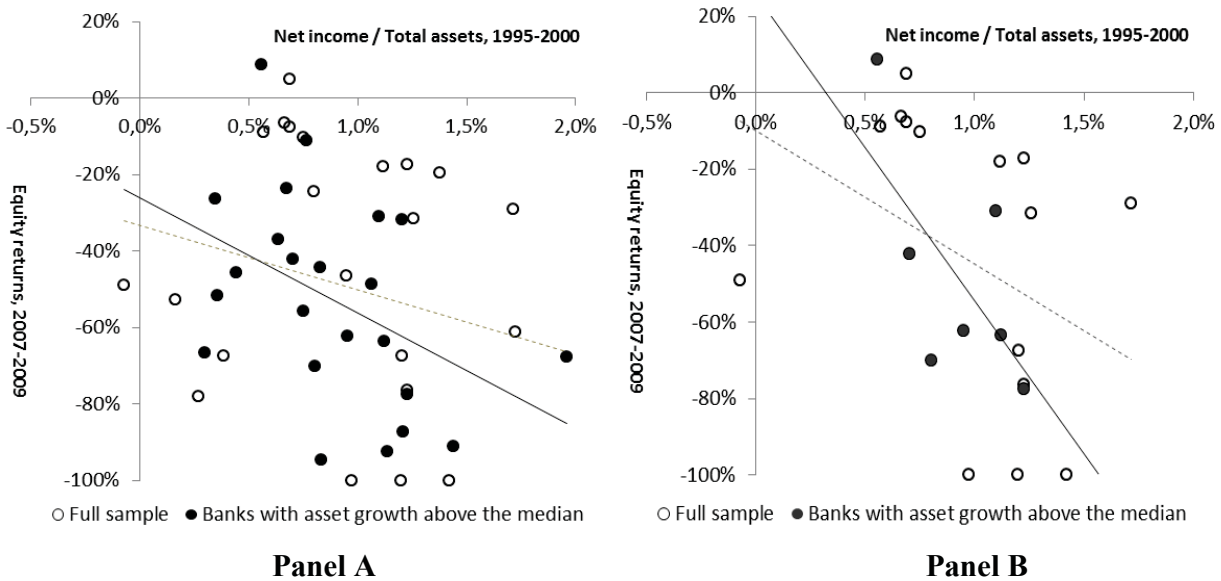 20%
0%
-20%
-40%
-60%
-80%
-100%
-0,5%
0,0%
0,5%
1,0%
1,5%
2,0%
Net income / Total assets, 1995-2000
Equity returns, 2007-2009
Full sample
Banks with asset growth above the median
Panel A
20%
0%
-20%
-40%
-60%
-80%
-100%
-0,5%
0,0%
0,5%
1,0%
1,5%
2,0%
Net income / Total assets, 1995-2000
Equity returns, 2007-2009
Full sample
Banks with asset growth above the median
Panel B